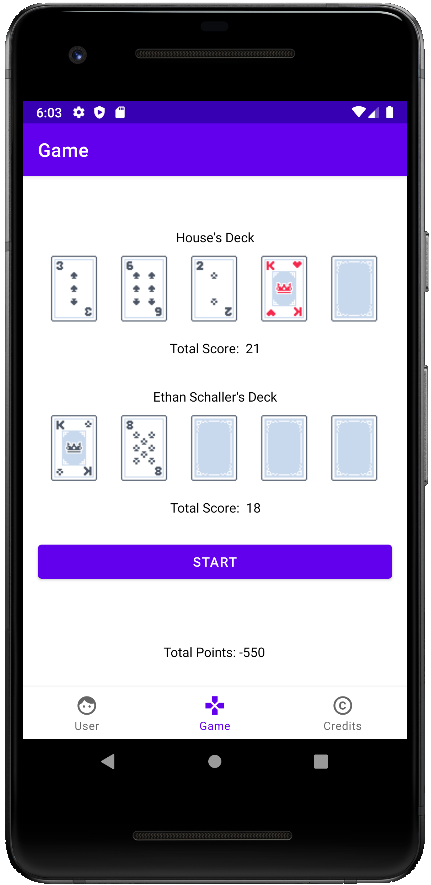 6:03
Game
House's Deck
3 6 2 K
3 6 2 K
Total Score: 21
Ethan Schaller's Deck
K 8
K 8
Total Score: 18
START
Total Points: -550
User Game Credits